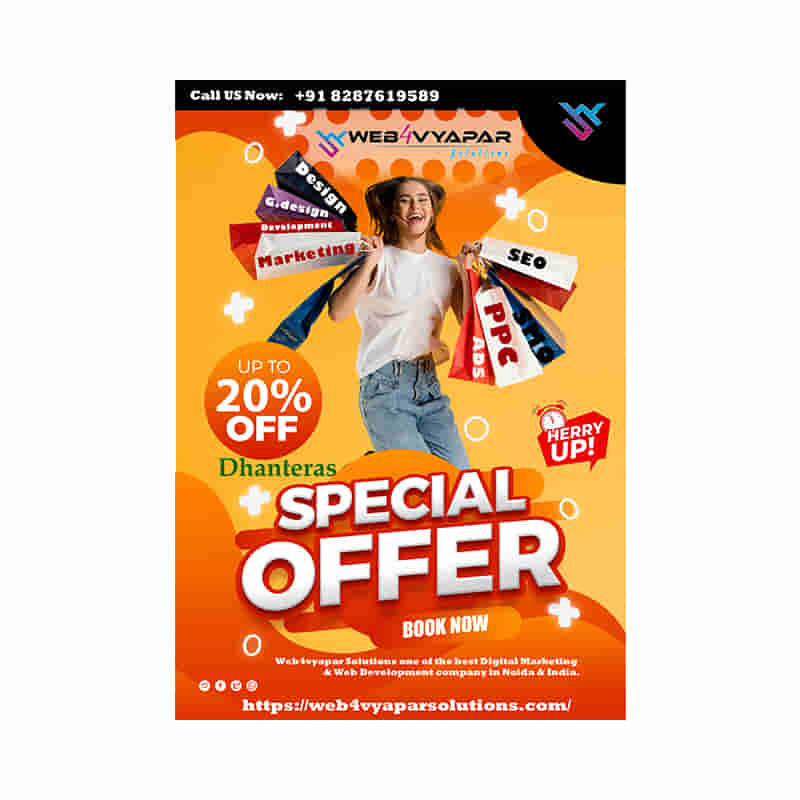 Call US Now: +91 8287619589
WEB4VYAPAR
Solutions
Design
G.design
Development
Marketing
SEO
SMO
PPC
Ads
UP TO
20%
OFF
HERRY
UP!
Dhanteras
SPECIAL
OFFER
BOOK NOW
Web4vyapar Solutions one of the best Digital Marketing
& Web Development company in Noida & India.
https://web4vyaparsolutions.com/